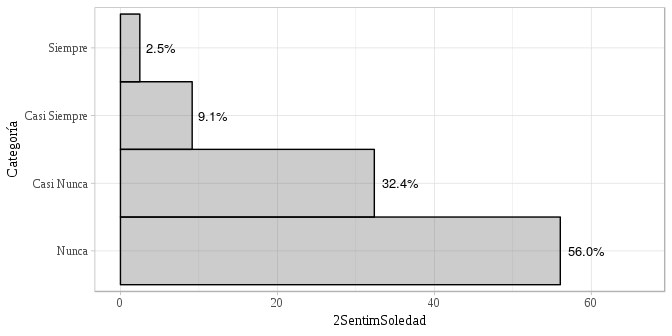 Siempre
2.5%
Casi Siempre
9.1%
Categoría
Casi Nunca
32.4%
Nunca
56.0%
0
20
40
60
2SentimSoledad